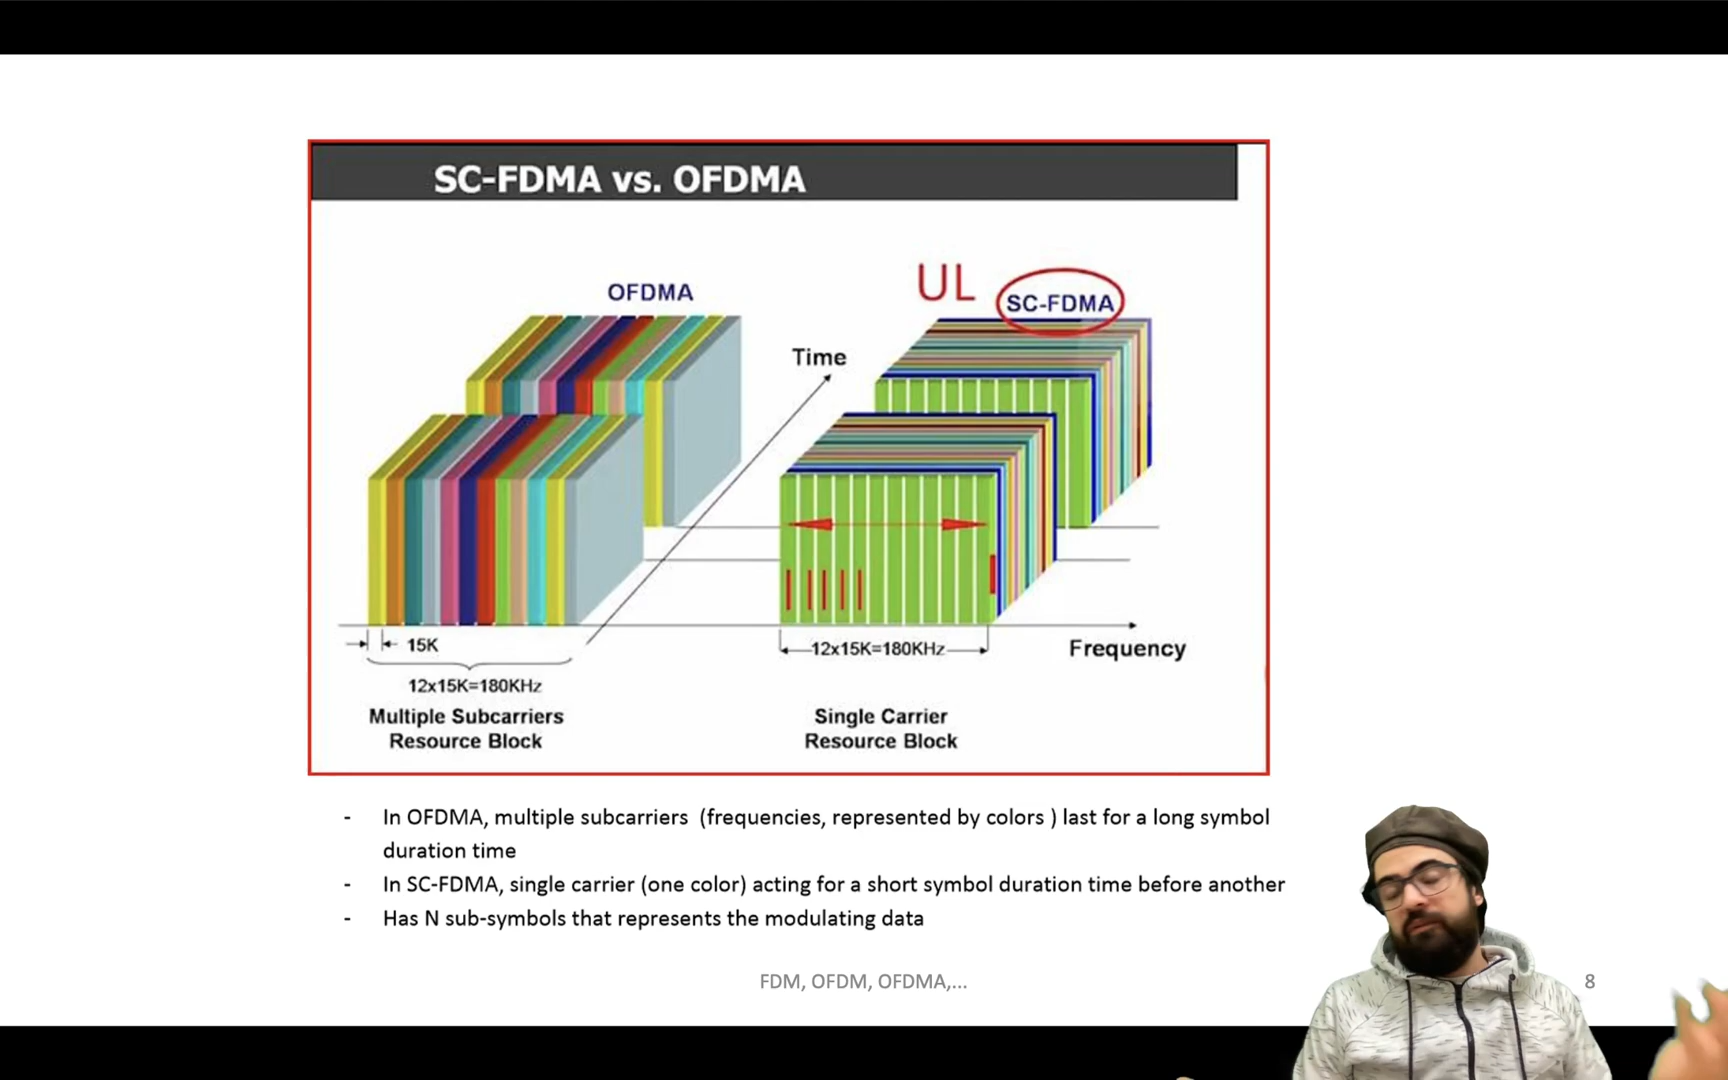 SC-FDMA vs. OFDMA
OFDMA
UL
SC-FDMA
Time
15K
12x15K=180KHz
12x15K=180KHz
Frequency
Multiple Subcarriers
Resource Block
Single Carrier
Resource Block
- In OFDMA, multiple subcarriers (frequencies, represented by colors ) last for a long symbol
duration time
- In SC-FDMA, single carrier (one color) acting for a short symbol duration time before another
- Has N sub-symbols that represents the modulating data
FDM, OFDM, OFDMA,...
8